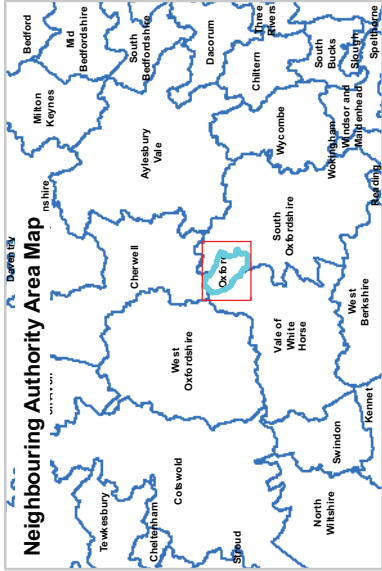 Neighbouring Authority Area Map
Daventry
nshire
Tewkesbury
Cheltenham
Cotswold
Stroud
North
Wiltshire
Swindon
Kennet
West
Oxfordshire
Vale of
White
Horse
West
Berkshire
Cherwell
Oxford
South
Oxfordshire
Reading
Aylesbury
Vale
Milton
Keynes
Wycombe
Wokingham
Windsor and
Maidenhead
Bedford
Mid
Bedfordshire
South
Bedfordshire
Dacorum
Three
Rivers
Chiltern
South
Bucks
Slough
Spelthorne